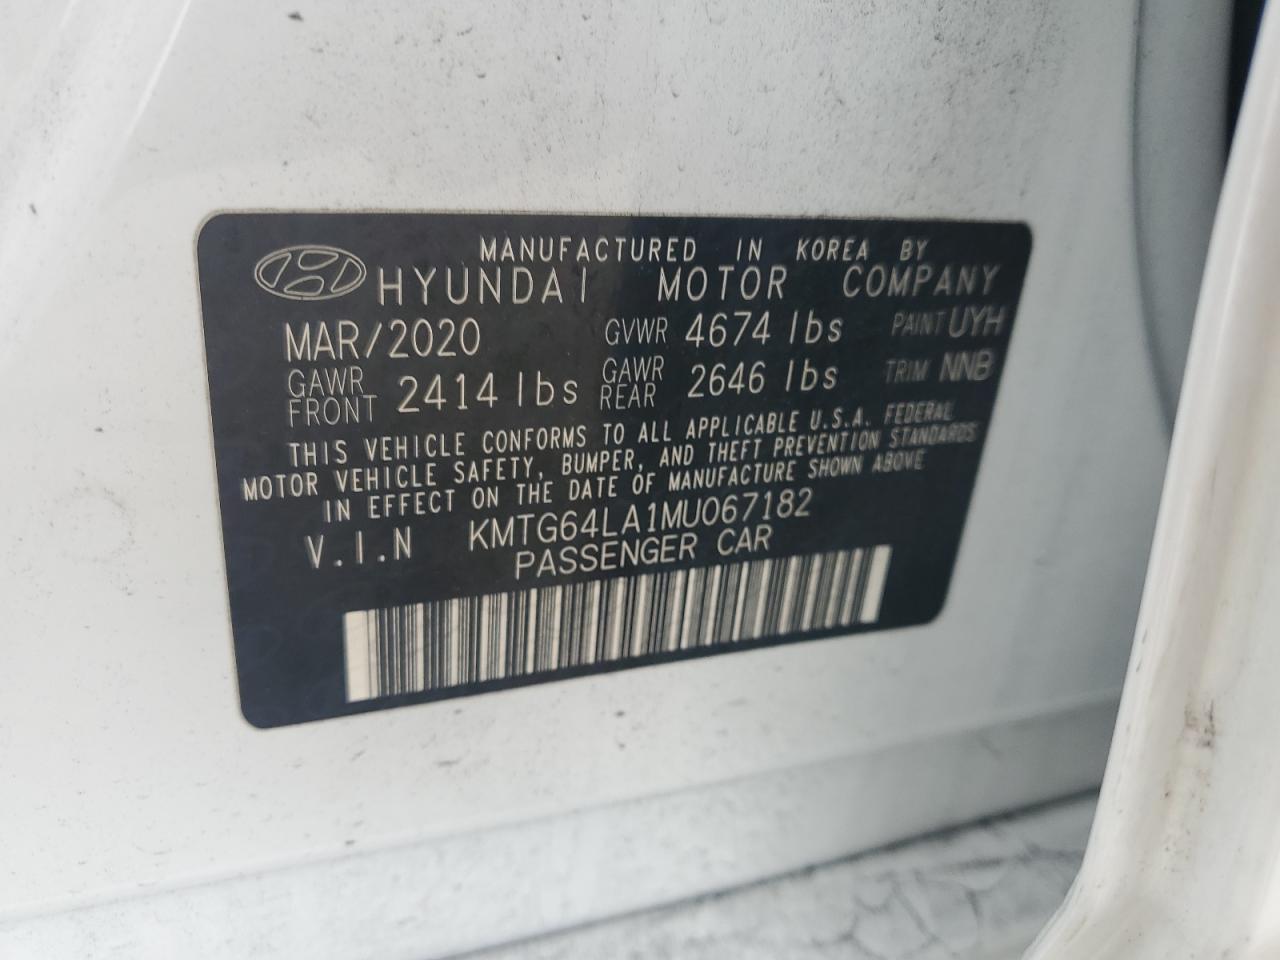 MANUFACTURED IN KOREA BY
HYUNDAI MOTOR COMPANY
MAR/2020 GVWR 4674 lbs PAINT UYH
GAWR FRONT 2414 lbs GAWR REAR 2646 lbs TRIM NNB
THIS VEHICLE CONFORMS TO ALL APPLICABLE U.S.A. FEDERAL
MOTOR VEHICLE SAFETY, BUMPER, AND THEFT PREVENTION STANDARDS
IN EFFECT ON THE DATE OF MANUFACTURE SHOWN ABOVE
V.I.N KMTG64LA1MU067182
PASSENGER CAR